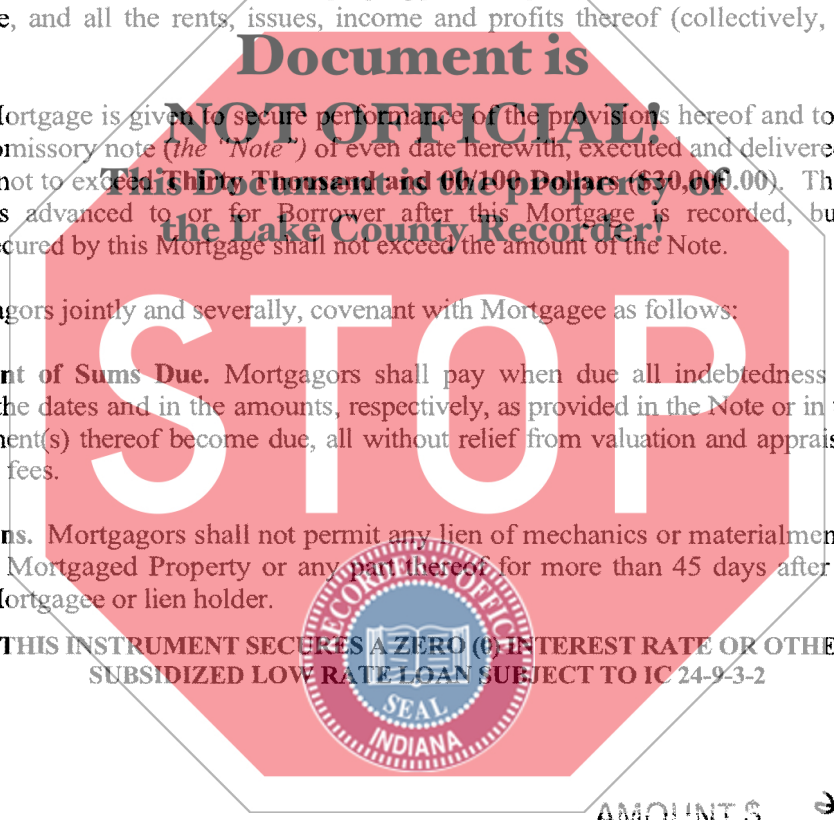 e, and all the rents, issues, income and profits thereof (collectively,
Document is
NOT OFFICIAL!
This Document is the property of
the Lake County Recorder!
Mortgage is given to secure performance of the provisions hereof and to
omissory note (the "Note") of even date herewith, executed and delivere
not to exceed Thirty Thousand and 00/100 Dollars ($30,000.00). Th
s advanced to or for Borrower after this Mortgage is recorded, bu
cured by this Mortgage shall not exceed the amount of the Note.
agors jointly and severally, covenant with Mortgagee as follows:
STOP
nt of Sums Due. Mortgagors shall pay when due all indebtedness
the dates and in the amounts, respectively, as provided in the Note or in
ment(s) thereof become due, all without relief from valuation and apprais
fees.
ns. Mortgagors shall not permit any lien of mechanics or materialmen
Mortgaged Property or any part thereof for more than 45 days after
Mortgagee or lien holder.
RECORDER'S OFFICE
SEAL
INDIANA
THIS INSTRUMENT SECURES A ZERO (0) INTEREST RATE OR OTHE
SUBSIDIZED LOW RATE LOAN SUBJECT TO IC 24-9-3-2
AMOUNT $